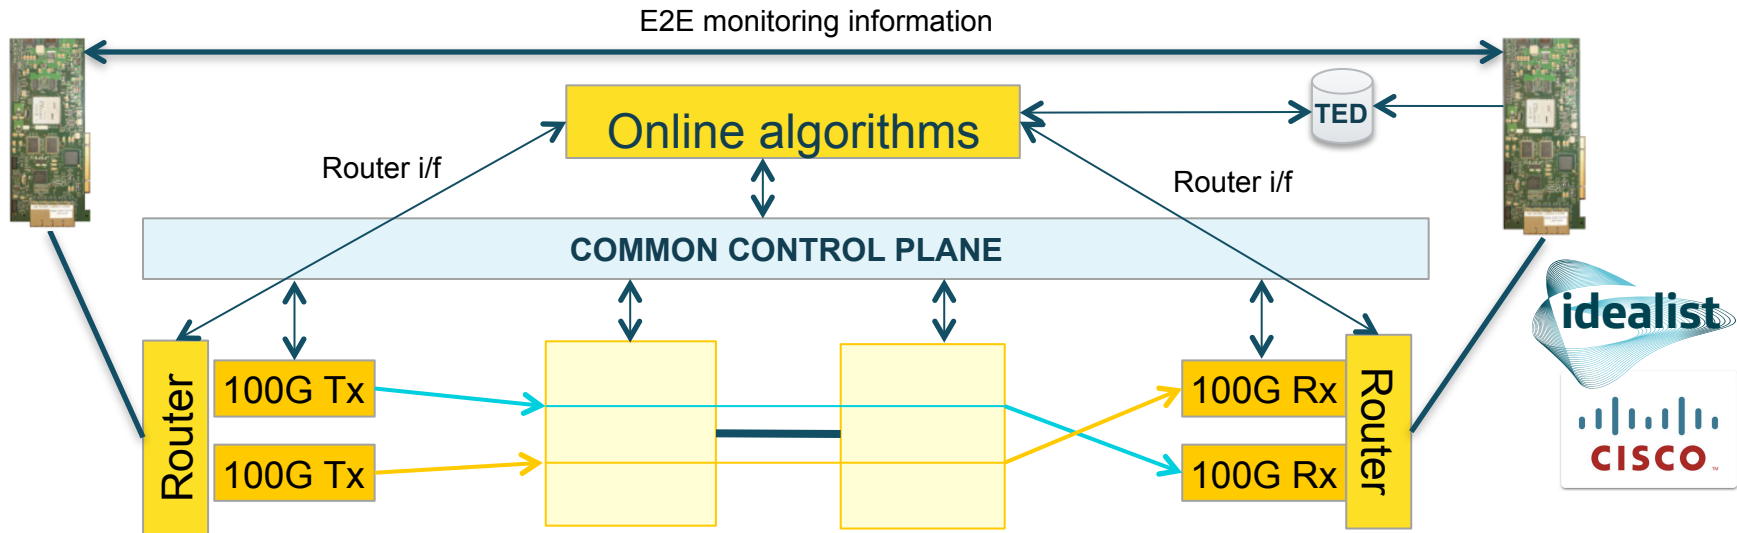 E2E monitoring information
Online algorithms
TED
Router i/f
Router i/f
COMMON CONTROL PLANE
idealist
Router
100G Tx
100G Rx
Router
CISCO
100G Tx
100G Rx